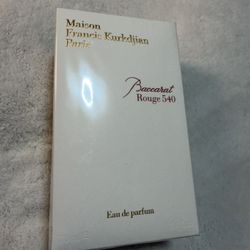 Maison
Francis Kurkdjian
Paris
Baccarat
Rouge 540
Eau de parfum